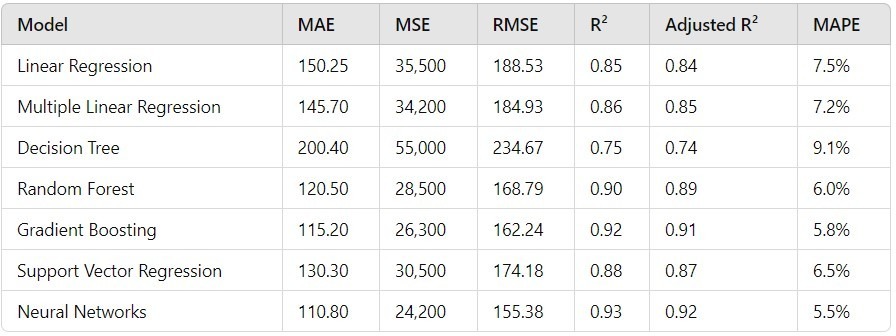 Model MAE MSE RMSE R² Adjusted R² MAPE
Linear Regression 150.25 35,500 188.53 0.85 0.84 7.5%
Multiple Linear Regression 145.70 34,200 184.93 0.86 0.85 7.2%
Decision Tree 200.40 55,000 234.67 0.75 0.74 9.1%
Random Forest 120.50 28,500 168.79 0.90 0.89 6.0%
Gradient Boosting 115.20 26,300 162.24 0.92 0.91 5.8%
Support Vector Regression 130.30 30,500 174.18 0.88 0.87 6.5%
Neural Networks 110.80 24,200 155.38 0.93 0.92 5.5%